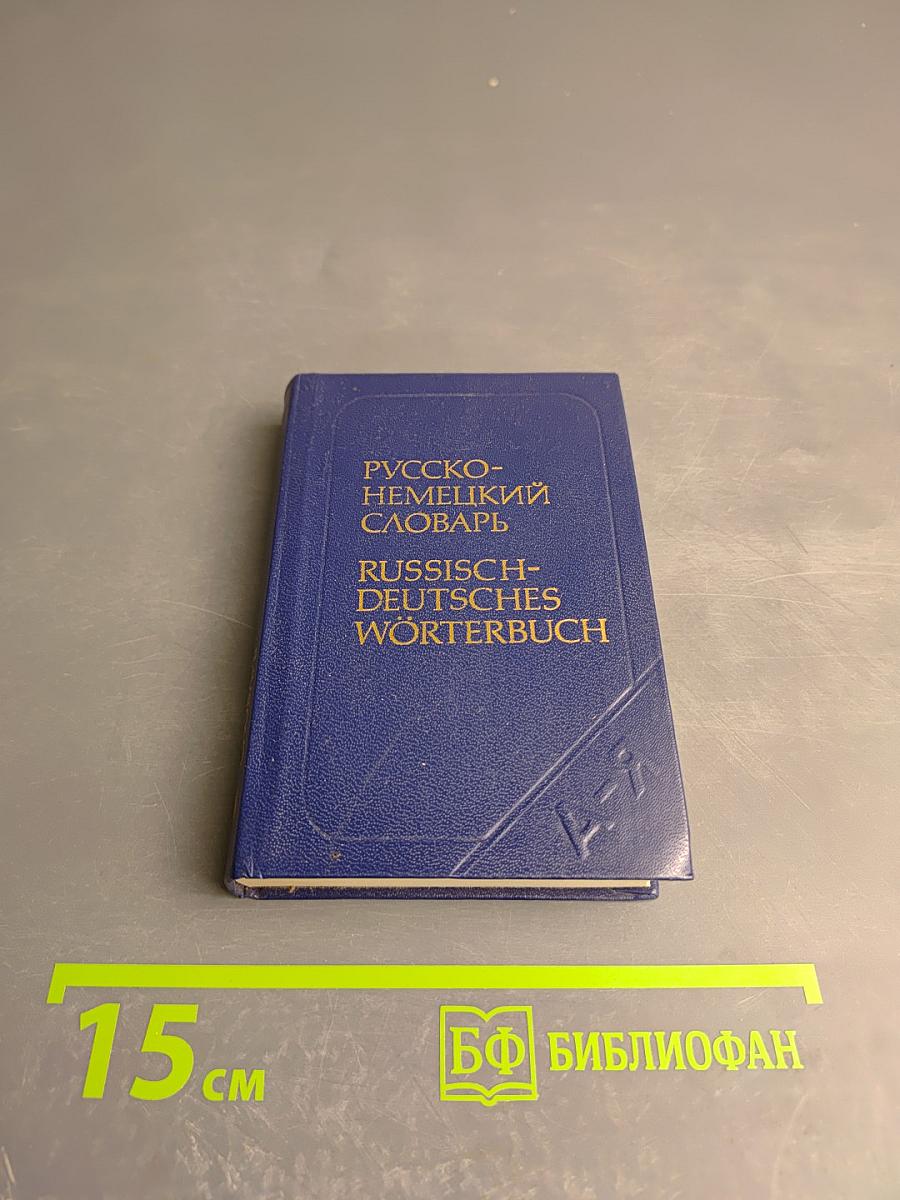 РУССКО-
НЕМЕЦКИЙ
СЛОВАРЬ
RUSSISCH-
DEUTSCHES
WÖRTERBUCH
А-Я
15 см
БФ БИБЛИОФАН